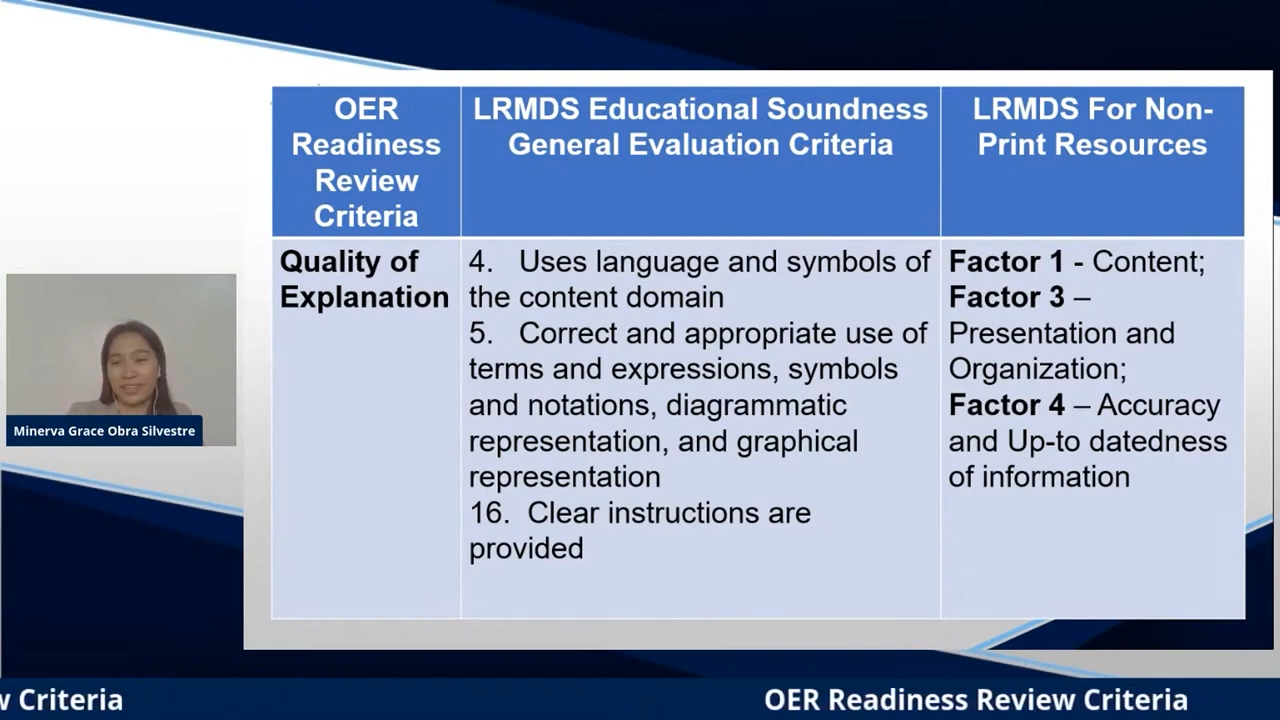 OER
Readiness
Review
Criteria
LRMDS Educational Soundness
General Evaluation Criteria
LRMDS For Non-
Print Resources
Quality of
Explanation
4. Uses language and symbols of
the content domain
5. Correct and appropriate use of
terms and expressions, symbols
and notations, diagrammatic
representation, and graphical
representation
16. Clear instructions are
provided
Factor 1 - Content;
Factor 3 –
Presentation and
Organization;
Factor 4 – Accuracy
and Up-to datedness
of information
Minerva Grace Obra Silvestre
w Criteria
OER Readiness Review Criteria